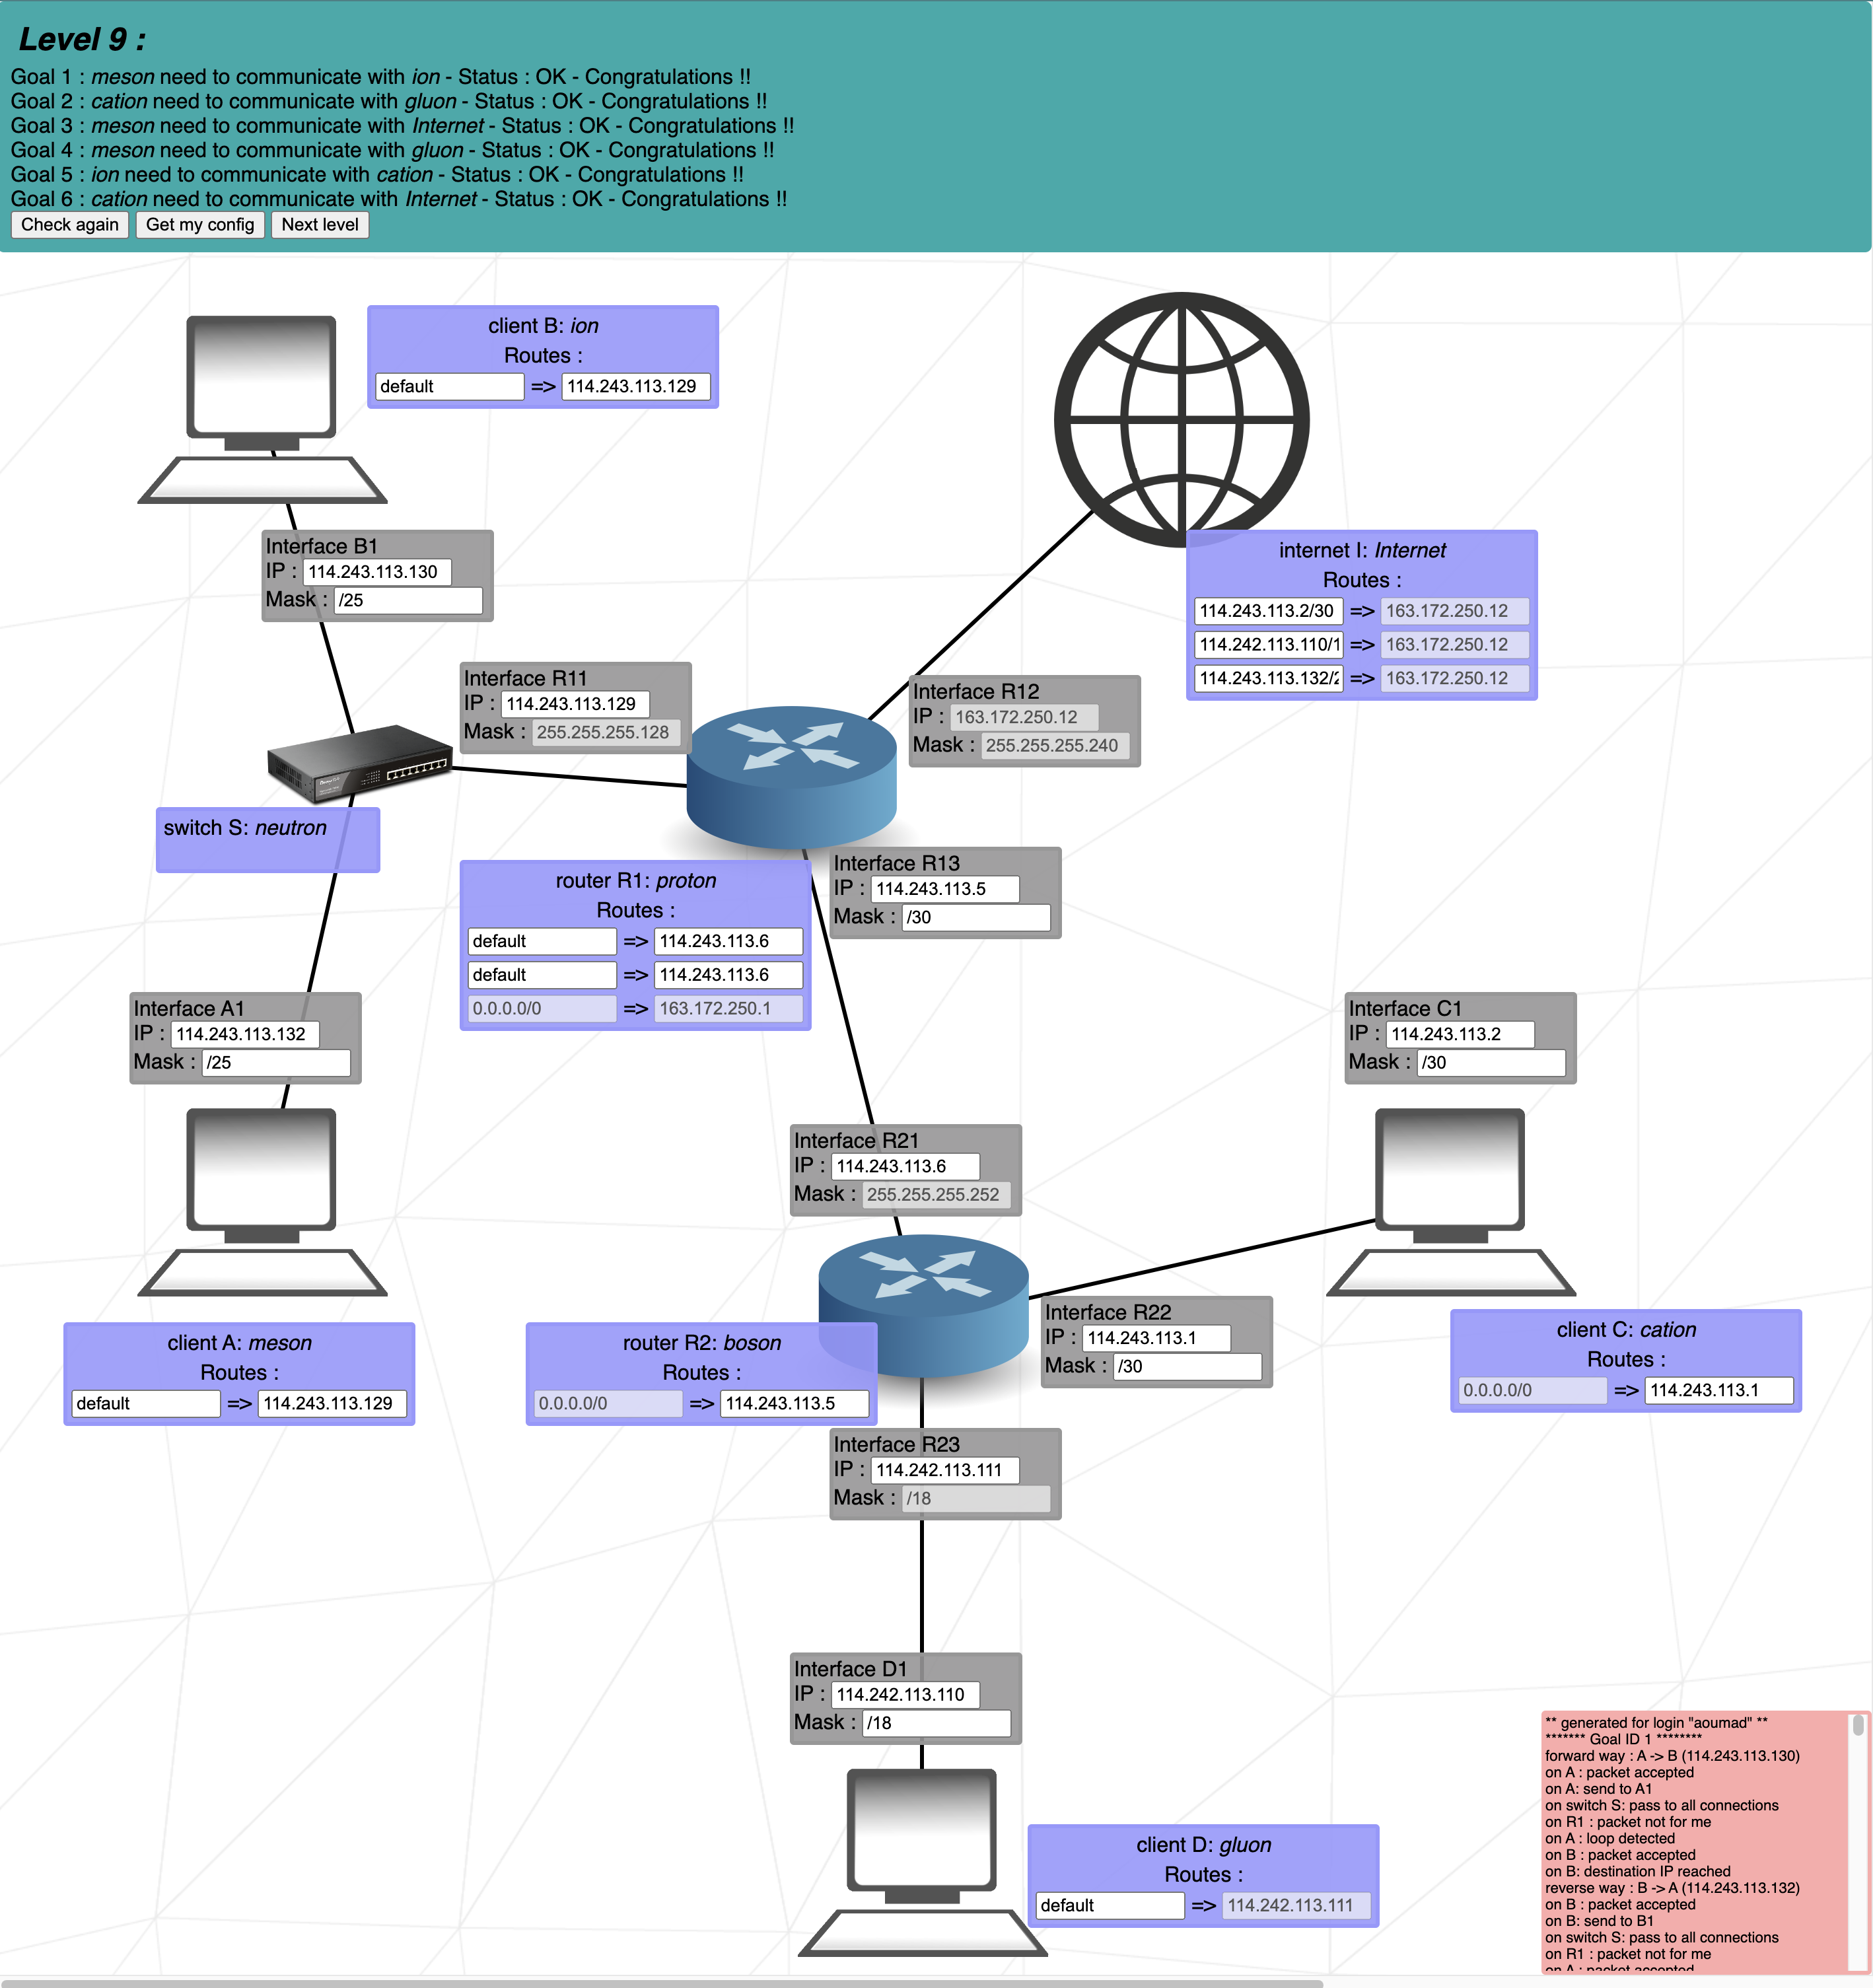 Level 9 :
Goal 1 : meson need to communicate with ion - Status : OK - Congratulations !!
Goal 2 : cation need to communicate with gluon - Status : OK - Congratulations !!
Goal 3 : meson need to communicate with Internet - Status : OK - Congratulations !!
Goal 4 : meson need to communicate with gluon - Status : OK - Congratulations !!
Goal 5 : ion need to communicate with cation - Status : OK - Congratulations !!
Goal 6 : cation need to communicate with Internet - Status : OK - Congratulations !!
Check again Get my config Next level
client B: ion
Routes :
default => 114.243.113.129
Interface B1
IP : 114.243.113.130
Mask : /25
internet I: Internet
Routes :
114.243.113.2/30 => 163.172.250.12
114.242.113.110/1 => 163.172.250.12
114.243.113.132/2 => 163.172.250.12
Interface R11
IP : 114.243.113.129
Mask : 255.255.255.128
Interface R12
IP : 163.172.250.12
Mask : 255.255.255.240
switch S: neutron
router R1: proton
Routes :
default => 114.243.113.6
default => 114.243.113.6
0.0.0.0/0 => 163.172.250.1
Interface R13
IP : 114.243.113.5
Mask : /30
Interface A1
IP : 114.243.113.132
Mask : /25
Interface C1
IP : 114.243.113.2
Mask : /30
Interface R21
IP : 114.243.113.6
Mask : 255.255.255.252
client A: meson
Routes :
default => 114.243.113.129
router R2: boson
Routes :
0.0.0.0/0 => 114.243.113.5
Interface R22
IP : 114.243.113.1
Mask : /30
client C: cation
Routes :
0.0.0.0/0 => 114.243.113.1
Interface R23
IP : 114.242.113.111
Mask : /18
Interface D1
IP : 114.242.113.110
Mask : /18
client D: gluon
Routes :
default => 114.242.113.111
** generated for login "aoumad" **
******* Goal ID 1 ********
forward way : A -> B (114.243.113.130)
on A : packet accepted
on A: send to A1
on switch S: pass to all connections
on R1 : packet not for me
on A : loop detected
on B : packet accepted
on B: destination IP reached
reverse way : B -> A (114.243.113.132)
on B : packet accepted
on B: send to B1
on switch S: pass to all connections
on R1 : packet not for me
on A : packet accepted